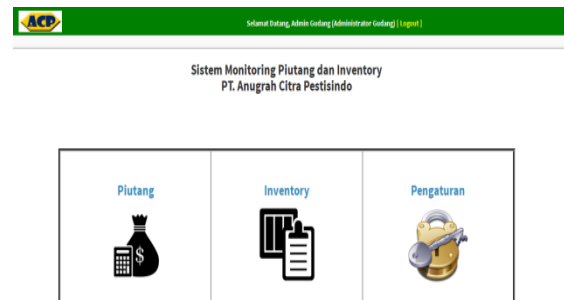 ACP
Selamat Datang, Admin Gudang (Administrator Gudang) [ Logout ]
Sistem Monitoring Piutang dan Inventory
PT. Anugrah Citra Pestisindo
Piutang Inventory Pengaturan
$